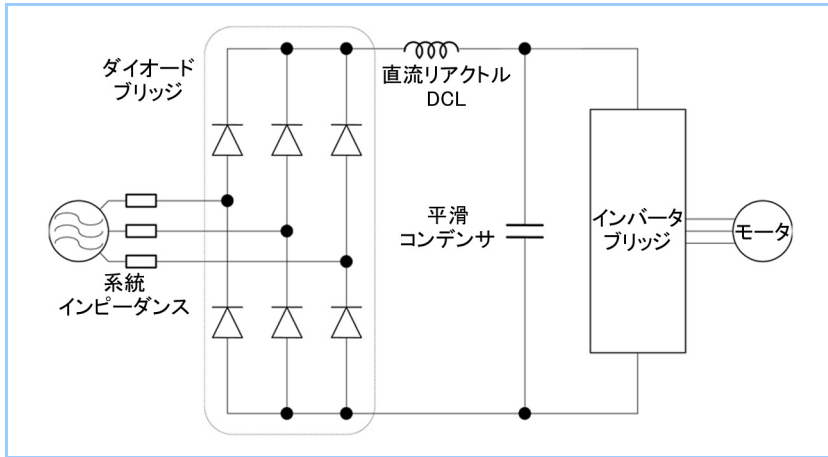 ダイオード
ブリッジ
直流リアクトル
DCL
平滑
コンデンサ
インバータ
ブリッジ
モータ
系統
インピーダンス